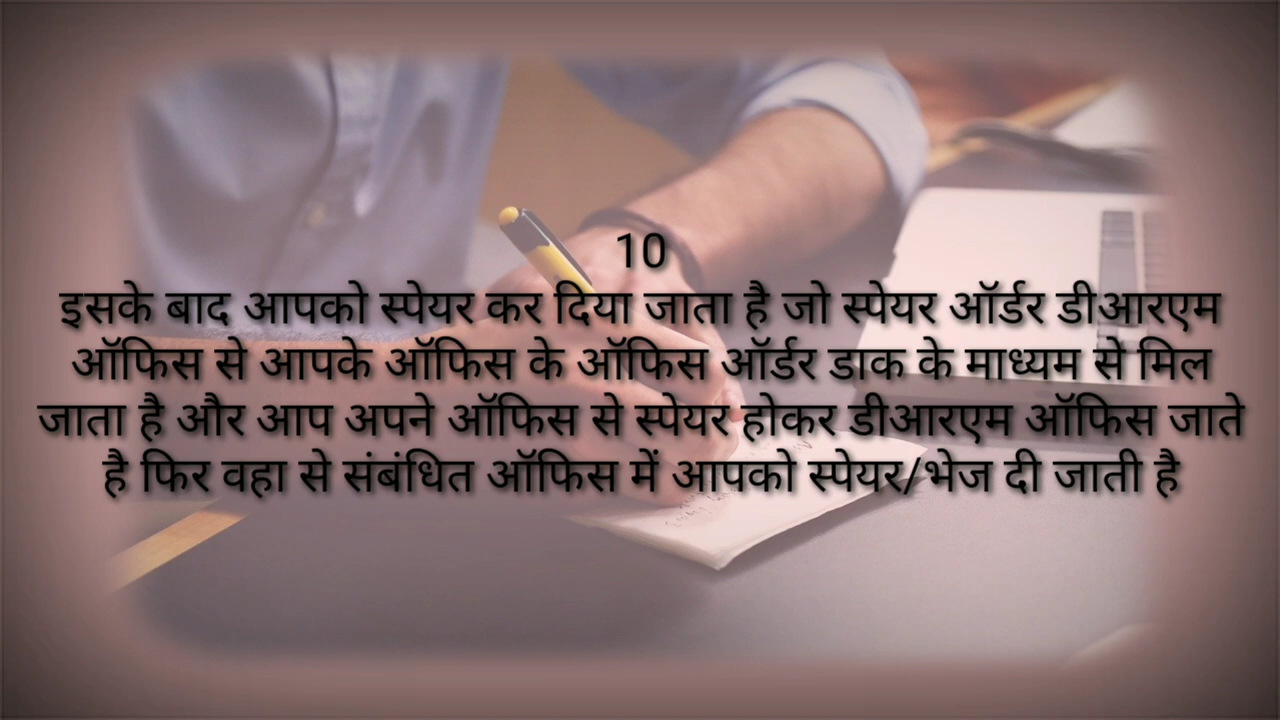 10
इसके बाद आपको स्पेयर कर दिया जाता है जो स्पेयर ऑर्डर डीआरएम
ऑफिस से आपके ऑफिस के ऑफिस ऑर्डर डाक के माध्यम से मिल
जाता है और आप अपने ऑफिस से स्पेयर होकर डीआरएम ऑफिस जाते
है फिर वहा से संबंधित ऑफिस में आपको स्पेयर/भेज दी जाती है